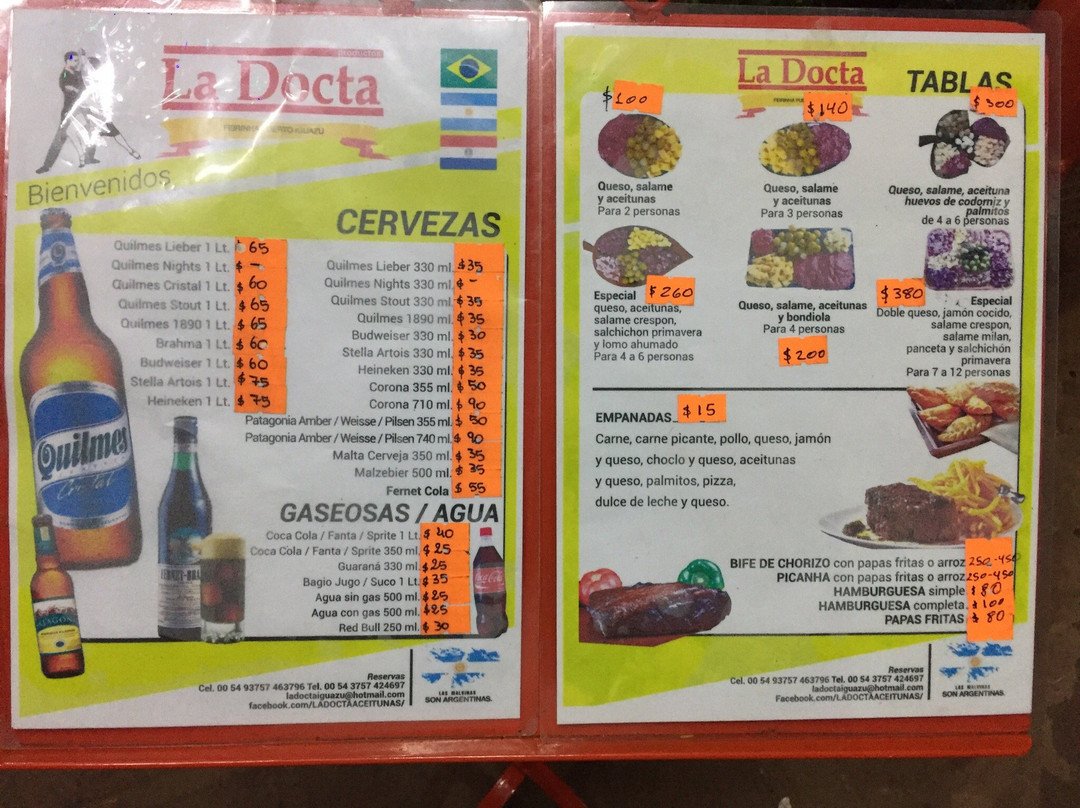 productos
La Docta
FEIRINHA PUERTO IGUAZU
Bienvenidos
CERVEZAS
Quilmes Lieber 1 Lt. $ 65
Quilmes Nights 1 Lt. $ -
Quilmes Cristal 1 Lt. $ 60
Quilmes Stout 1 Lt. $ 65
Quilmes 1890 1 Lt. $ 65
Brahma 1 Lt. $ 60
Budweiser 1 Lt. $ 60
Stella Artois 1 Lt. $ 75
Heineken 1 Lt. $ 75
Quilmes Lieber 330 ml. $ 35
Quilmes Nights 330 ml. $ -
Quilmes Stout 330 ml. $ 35
Quilmes 1890 ml. $ 35
Budweiser 330 ml. $ 30
Stella Artois 330 ml. $ 35
Heineken 330 ml. $ 35
Corona 355 ml. $ 50
Corona 710 ml. $ 90
Patagonia Amber / Weisse / Pilsen 355 ml. $ 50
Patagonia Amber / Weisse / Pilsen 740 ml. $ 90
Malta Cerveja 350 ml. $ 35
Malzebier 500 ml. $ 35
Fernet Cola $ 55
Quilmes
Cristal
GASEOSAS / AGUA
Coca Cola / Fanta / Sprite 1 Lt. $ 40
Coca Cola / Fanta / Sprite 350 ml. $ 25
Guaraná 330 ml. $ 25
Bagio Jugo / Suco 1 Lt. $ 35
Agua sin gas 500 ml. $ 25
Agua con gas 500 ml. $ 25
Red Bull 250 ml. $ 30
Reservas
Cel. 00 54 93757 463796 Tel. 00 54 3757 424697
ladoctaiguazu@hotmail.com
facebook.com/LADOCTAACEITUNAS/
LAS MALVINAS
SON ARGENTINAS.
La Docta
TABLAS
$ 100
$ 140
$ 300
Queso, salame
y aceitunas
Para 2 personas
Queso, salame
y aceitunas
Para 3 personas
Queso, salame, aceituna
huevos de codorniz y
palmitos
de 4 a 6 personas
Especial $ 260
queso, aceitunas,
salame crespon,
salchichon primavera
y lomo ahumado
Para 4 a 6 personas
Queso, salame, aceitunas
y bondiola
Para 4 personas
$ 200
$ 380 Especial
Doble queso, jamón cocido,
salame crespon,
salame milan,
panceta y salchichón
primavera
Para 7 a 12 personas
EMPANADAS $ 15
Carne, carne picante, pollo, queso, jamón
y queso, choclo y queso, aceitunas
y queso, palmitos, pizza,
dulce de leche y queso.
BIFE DE CHORIZO con papas fritas o arroz 250-450
PICANHA con papas fritas o arroz 250-450
HAMBURGUESA simple $ 80
HAMBURGUESA completa $ 100
PAPAS FRITAS $ 80
Reservas
Cel. 00 54 93757 463796 Tel. 00 54 3757 424697
ladoctaiguazu@hotmail.com
facebook.com/LADOCTAACEITUNAS/
LAS MALVINAS
SON ARGENTINAS.